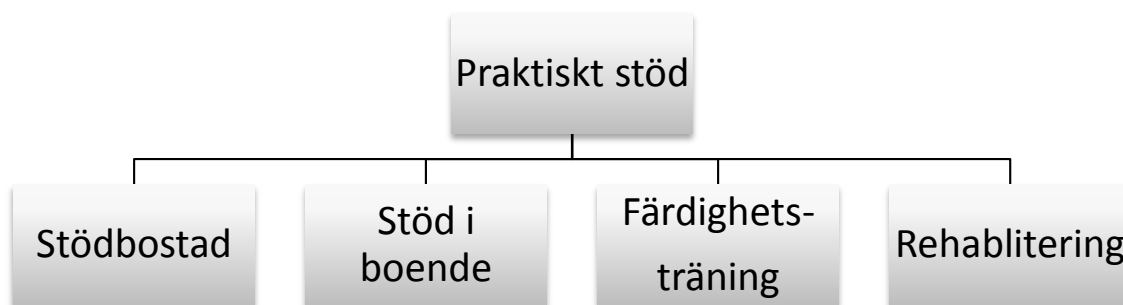 Praktiskt stöd
Stödbostad
Stöd i
boende
Färdighets-
träning
Rehablitering